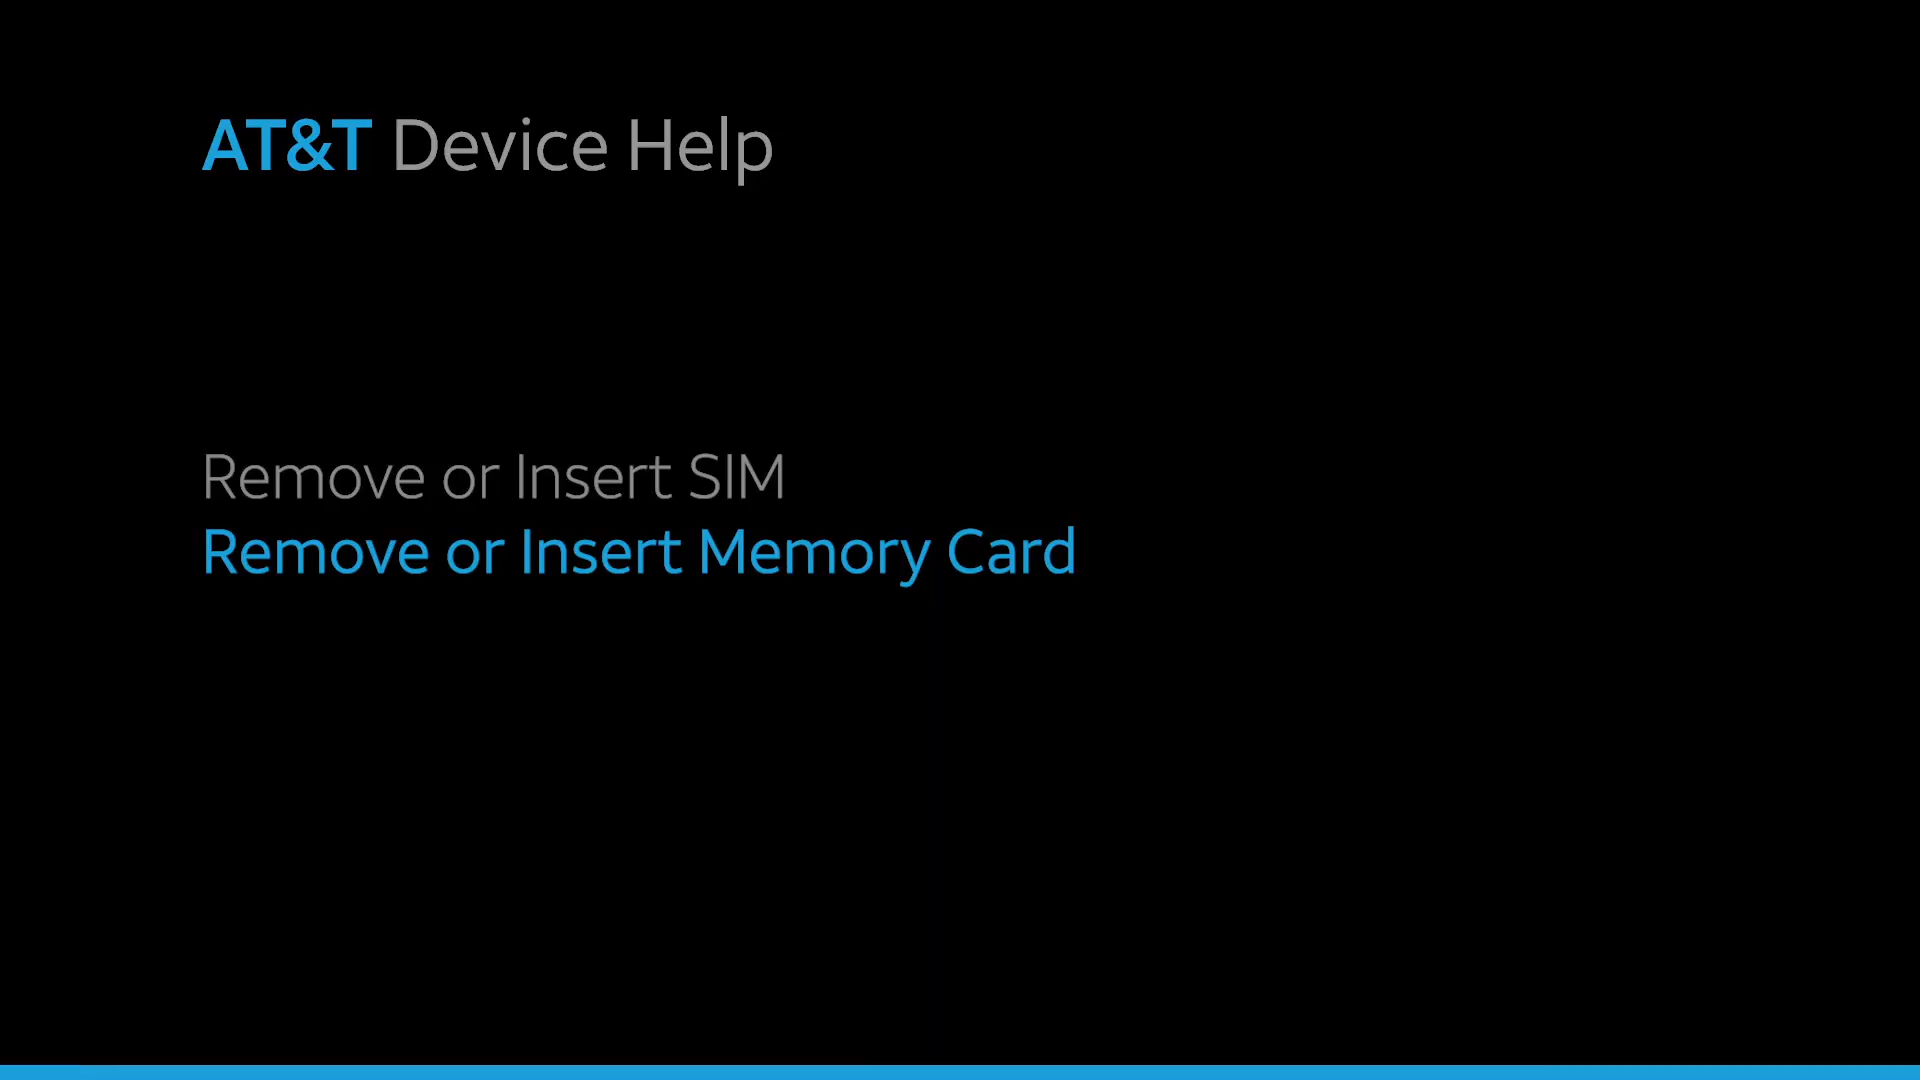 AT&T Device Help
Remove or Insert SIM
Remove or Insert Memory Card